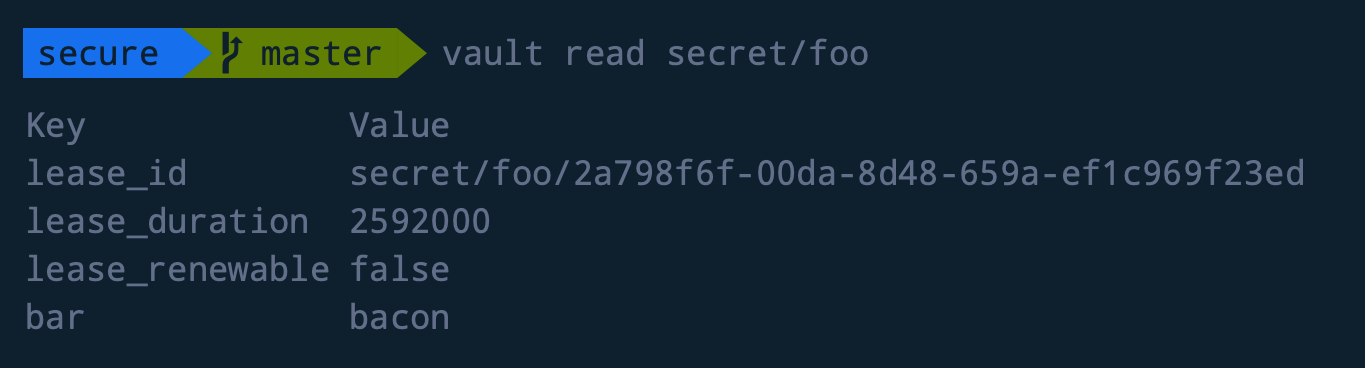 secure master vault read secret/foo
Key Value
lease_id secret/foo/2a798f6f-00da-8d48-659a-ef1c969f23ed
lease_duration 2592000
lease_renewable false
bar bacon